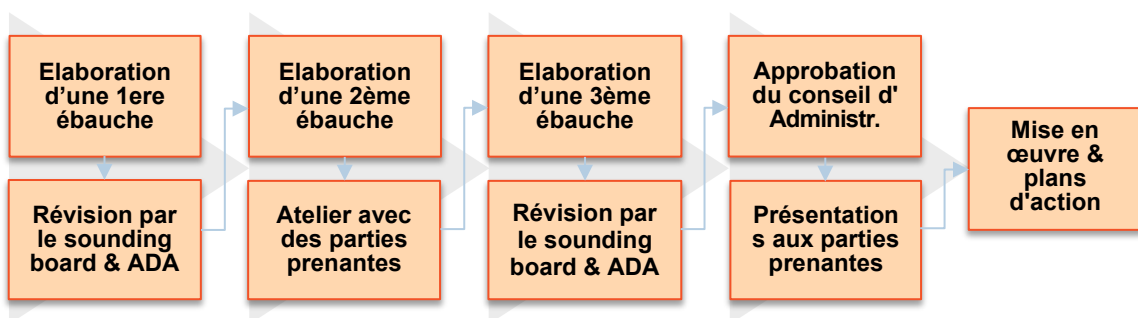 Elaboration
d’une 1ere
ébauche
Révision par
le sounding
board & ADA
Elaboration
d’une 2ème
ébauche
Atelier avec
des parties
prenantes
Elaboration
d’une 3ème
ébauche
Révision par
le sounding
board & ADA
Approbation
du conseil d'
Administr.
Présentation
s aux parties
prenantes
Mise en
œuvre &
plans
d'action